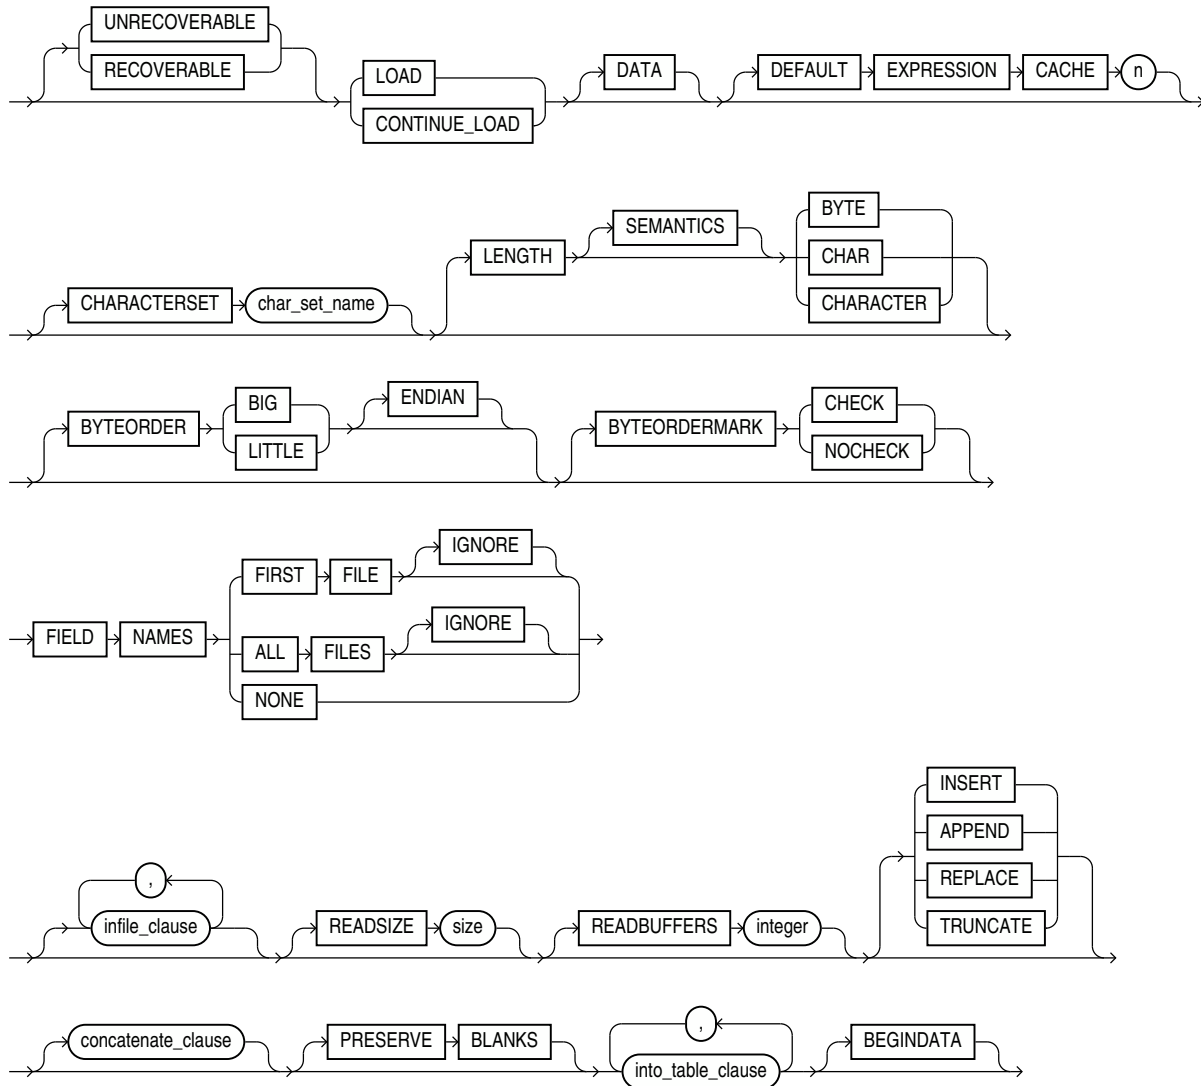 UNRECOVERABLE
RECOVERABLE
LOAD
CONTINUE_LOAD
DATA
DEFAULT EXPRESSION CACHE n
CHARACTERSET char_set_name
LENGTH
SEMANTICS
BYTE
CHAR
CHARACTER
BYTEORDER
BIG
LITTLE
ENDIAN
BYTEORDERMARK
CHECK
NOCHECK
FIELD NAMES
FIRST FILE IGNORE
ALL FILES IGNORE
NONE
,
infile_clause
READSIZE size
READBUFFERS integer
INSERT
APPEND
REPLACE
TRUNCATE
concatenate_clause
PRESERVE BLANKS
,
into_table_clause
BEGINDATA